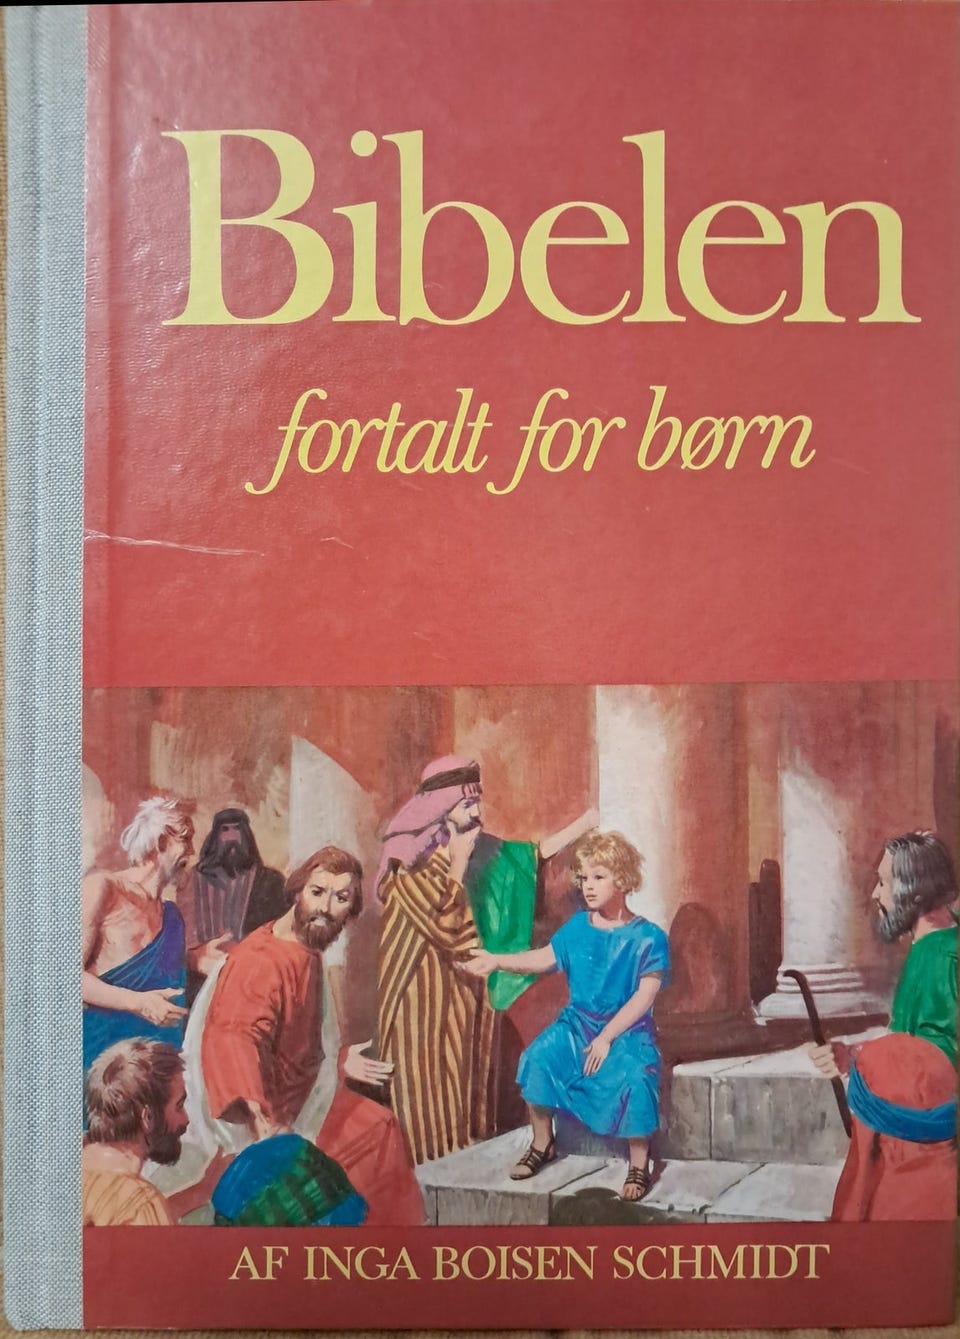 Bibelen
fortalt for børn
AF INGA BOISEN SCHMIDT